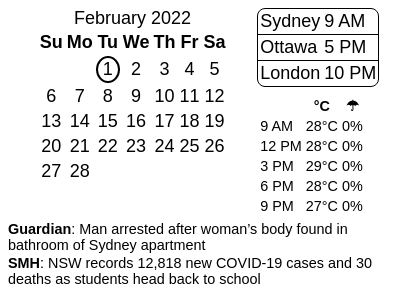 February 2022
Su Mo Tu We Th Fr Sa
1 2 3 4 5
6 7 8 9 10 11 12
13 14 15 16 17 18 19
20 21 22 23 24 25 26
27 28
Sydney 9 AM
Ottawa 5 PM
London 10 PM
°C ☂
9 AM 28°C 0%
12 PM 28°C 0%
3 PM 29°C 0%
6 PM 28°C 0%
9 PM 27°C 0%
Guardian: Man arrested after woman’s body found in
bathroom of Sydney apartment
SMH: NSW records 12,818 new COVID-19 cases and 30
deaths as students head back to school